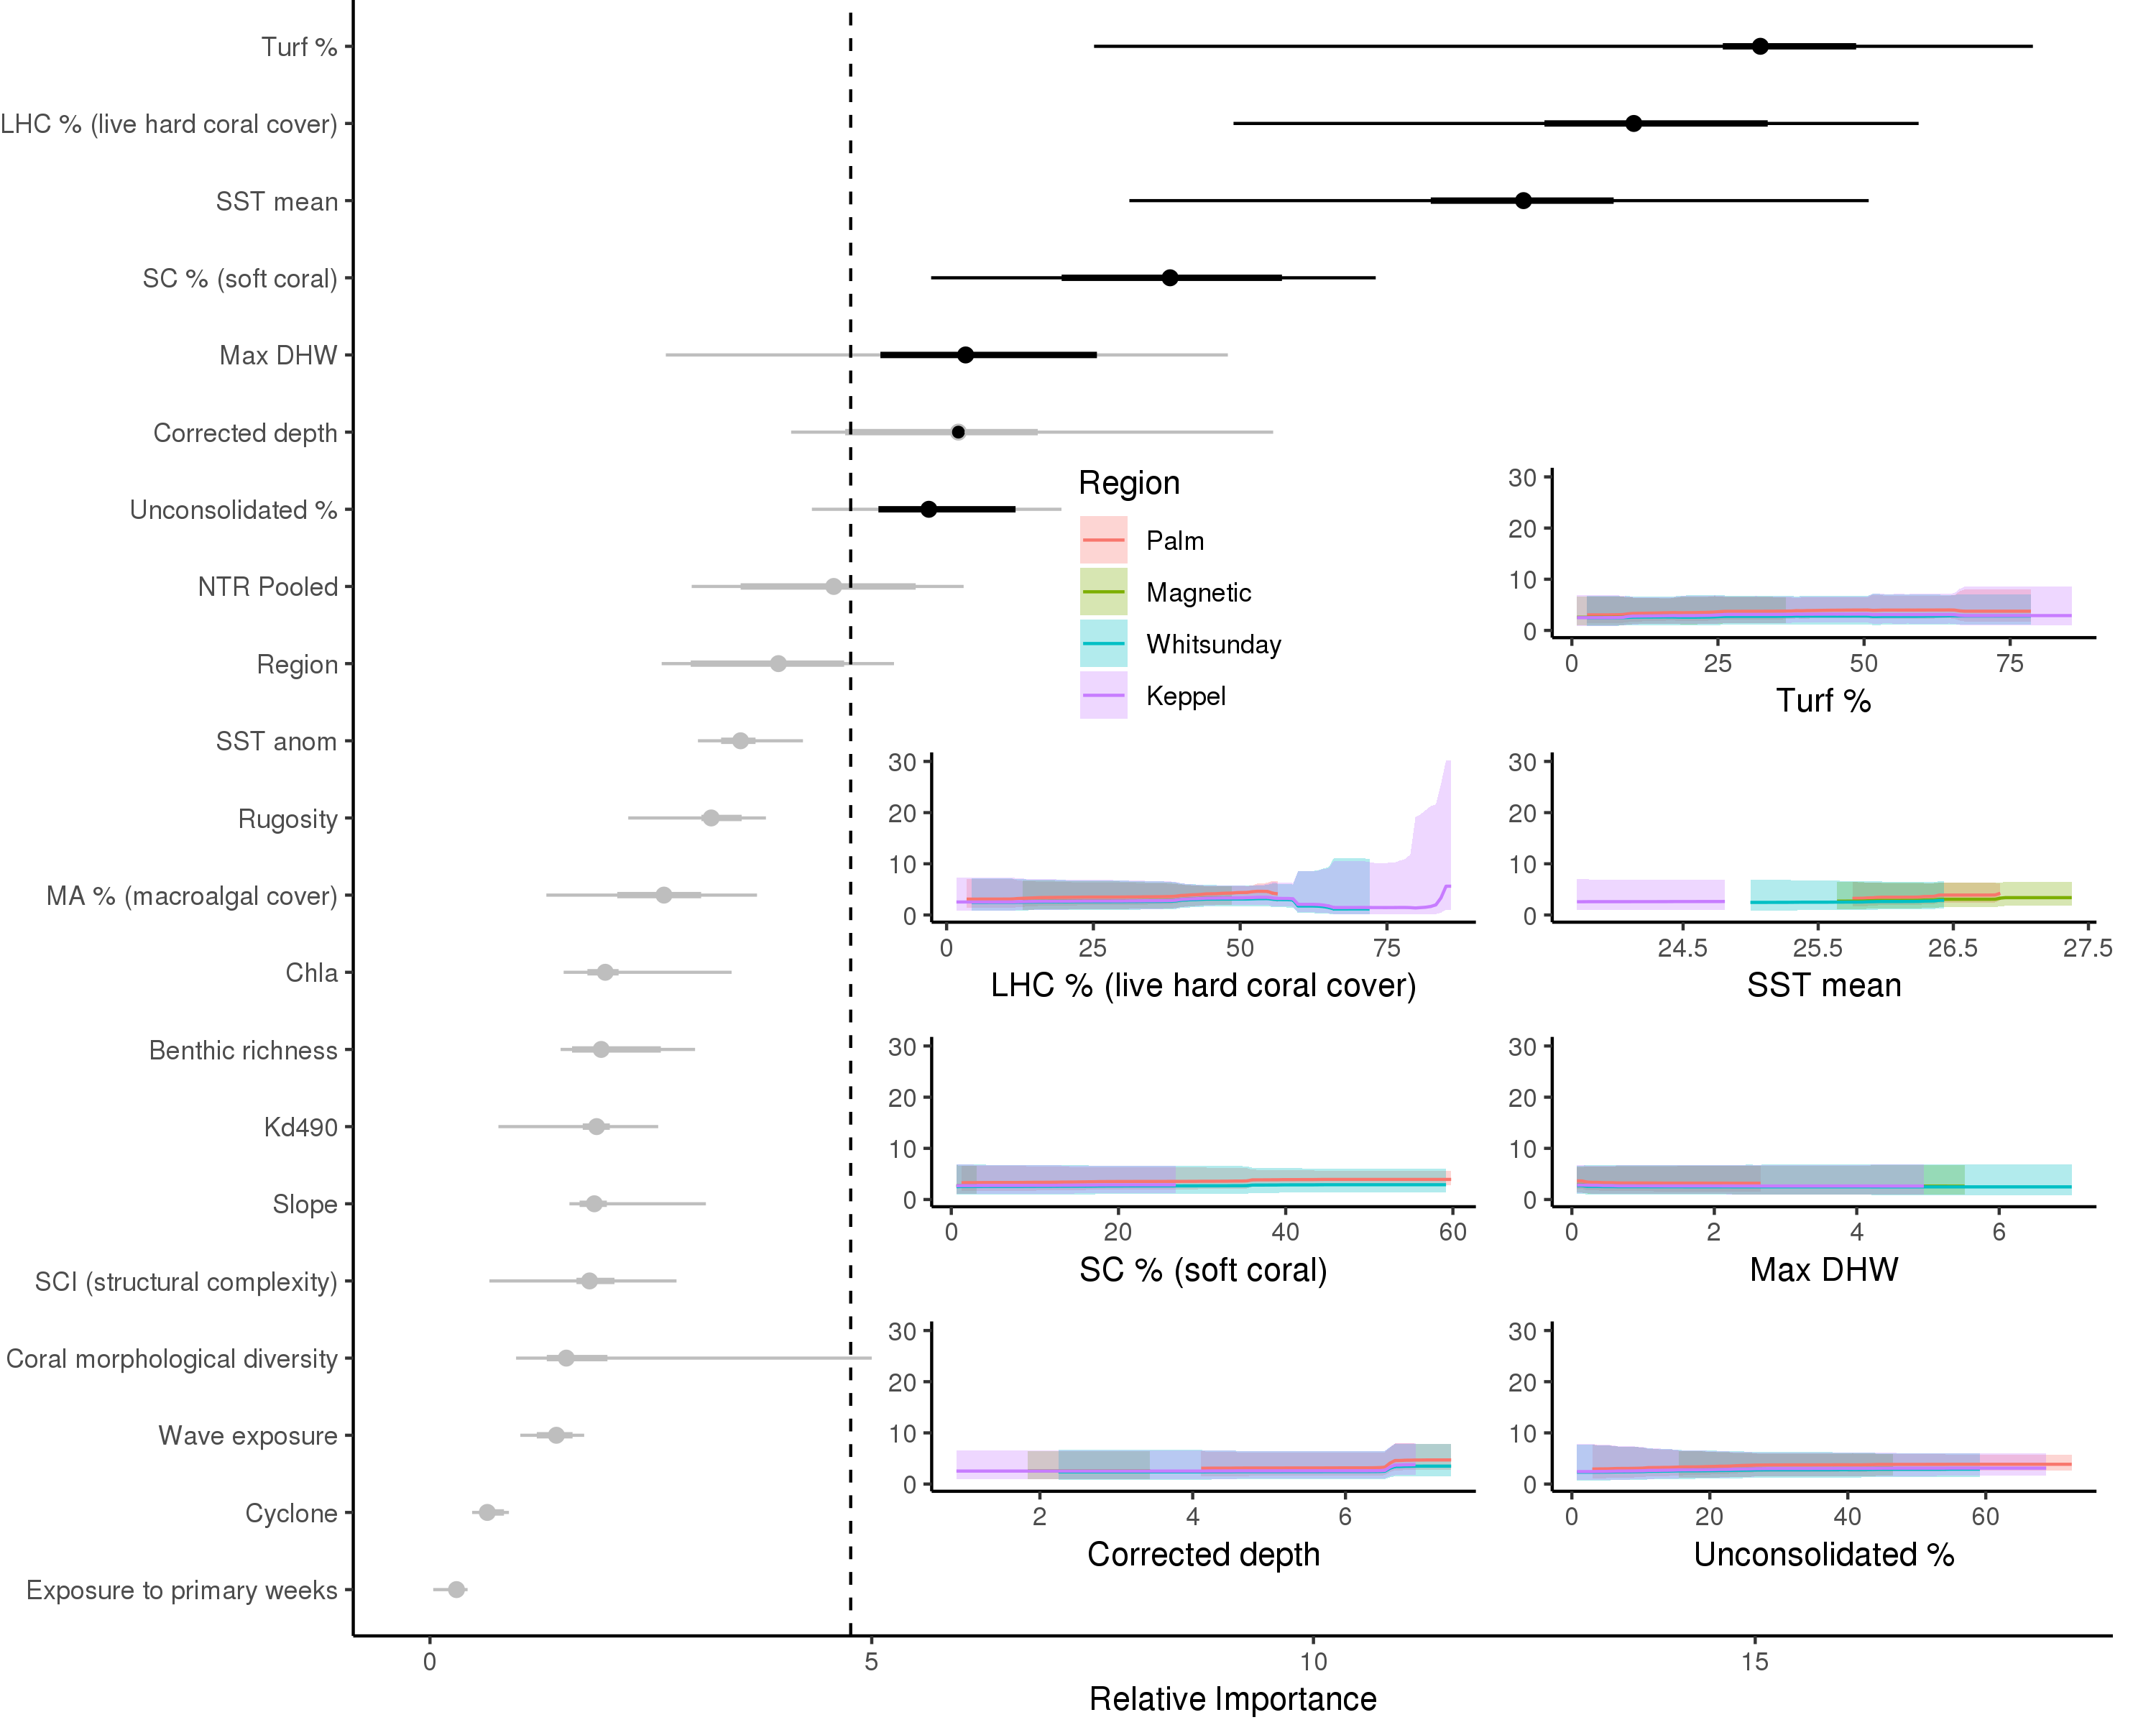 Turf %
LHC % (live hard coral cover)
SST mean
SC % (soft coral)
Max DHW
Corrected depth
Unconsolidated %
NTR Pooled
Region
SST anom
Rugosity
MA % (macroalgal cover)
Chla
Benthic richness
Kd490
Slope
SCI (structural complexity)
Coral morphological diversity
Wave exposure
Cyclone
Exposure to primary weeks
0 5 10 15
Relative Importance
Region
Palm
Magnetic
Whitsunday
Keppel
30
20
10
0
0 25 50 75
Turf %
30
20
10
0
0 25 50 75
LHC % (live hard coral cover)
30
20
10
0
24.5 25.5 26.5 27.5
SST mean
30
20
10
0
0 20 40 60
SC % (soft coral)
30
20
10
0
0 2 4 6
Max DHW
30
20
10
0
2 4 6
Corrected depth
30
20
10
0
0 20 40 60
Unconsolidated %